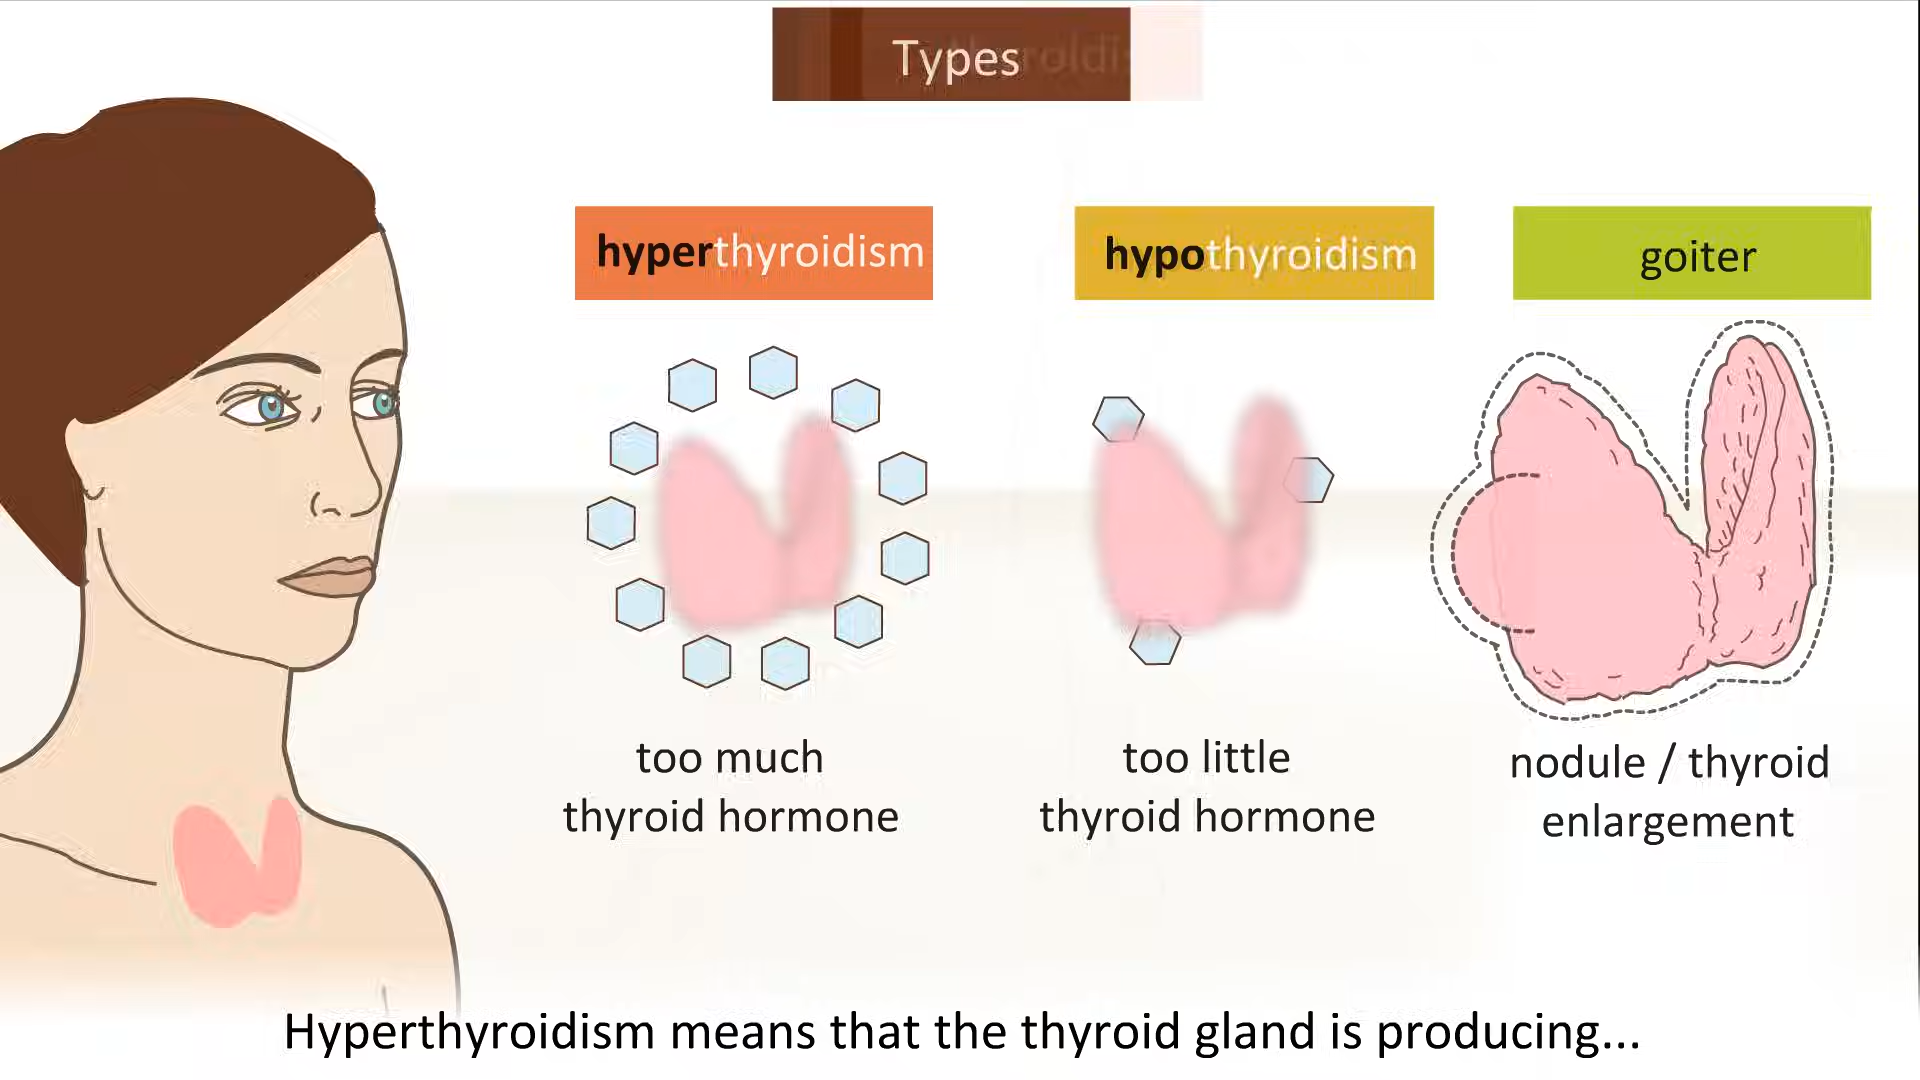 Types
hyperthyroidism
hypothyroidism
goiter
too much
thyroid hormone
too little
thyroid hormone
nodule / thyroid
enlargement
Hyperthyroidism means that the thyroid gland is producing...